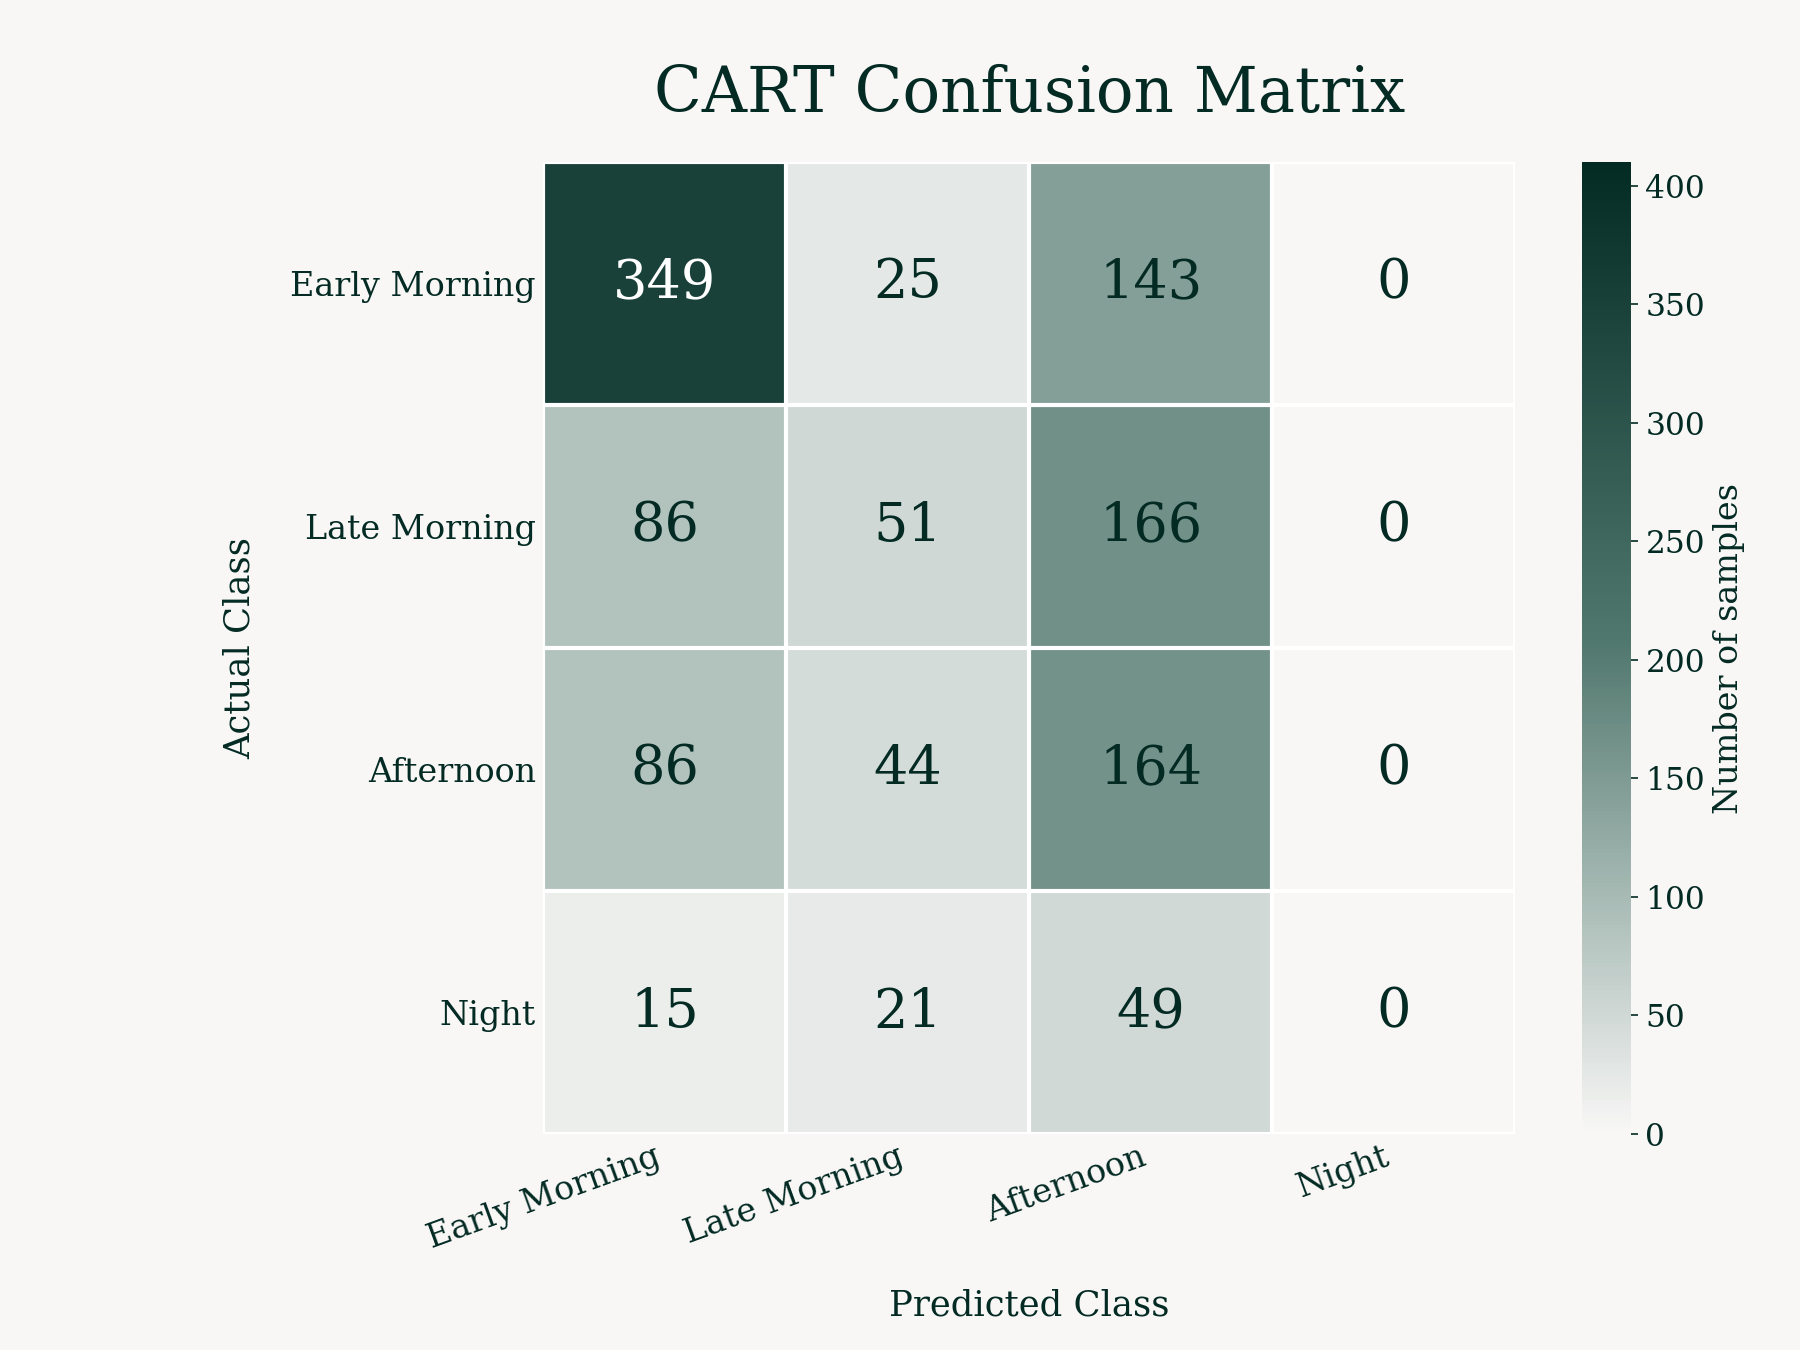 CART Confusion Matrix
Early Morning 349 25 143 0
Late Morning 86 51 166 0
Afternoon 86 44 164 0
Night 15 21 49 0
Early Morning Late Morning Afternoon Night
Predicted Class
Actual Class
400
350
300
250
200
150
100
50
0
Number of samples